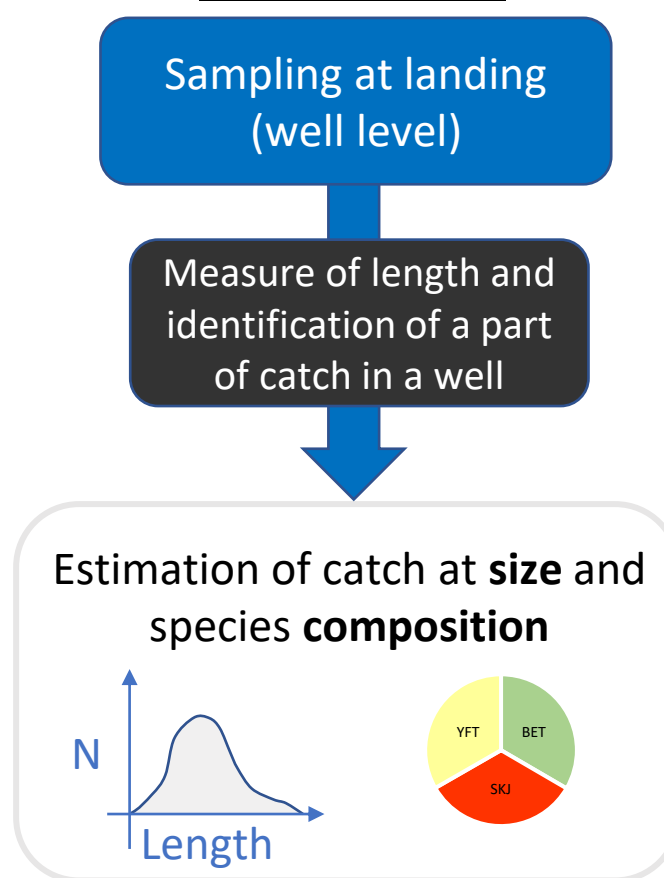 Sampling at landing
(well level)
Measure of length and
identification of a part
of catch in a well
Estimation of catch at size and
species composition
N
Length
YFT
BET
SKJ